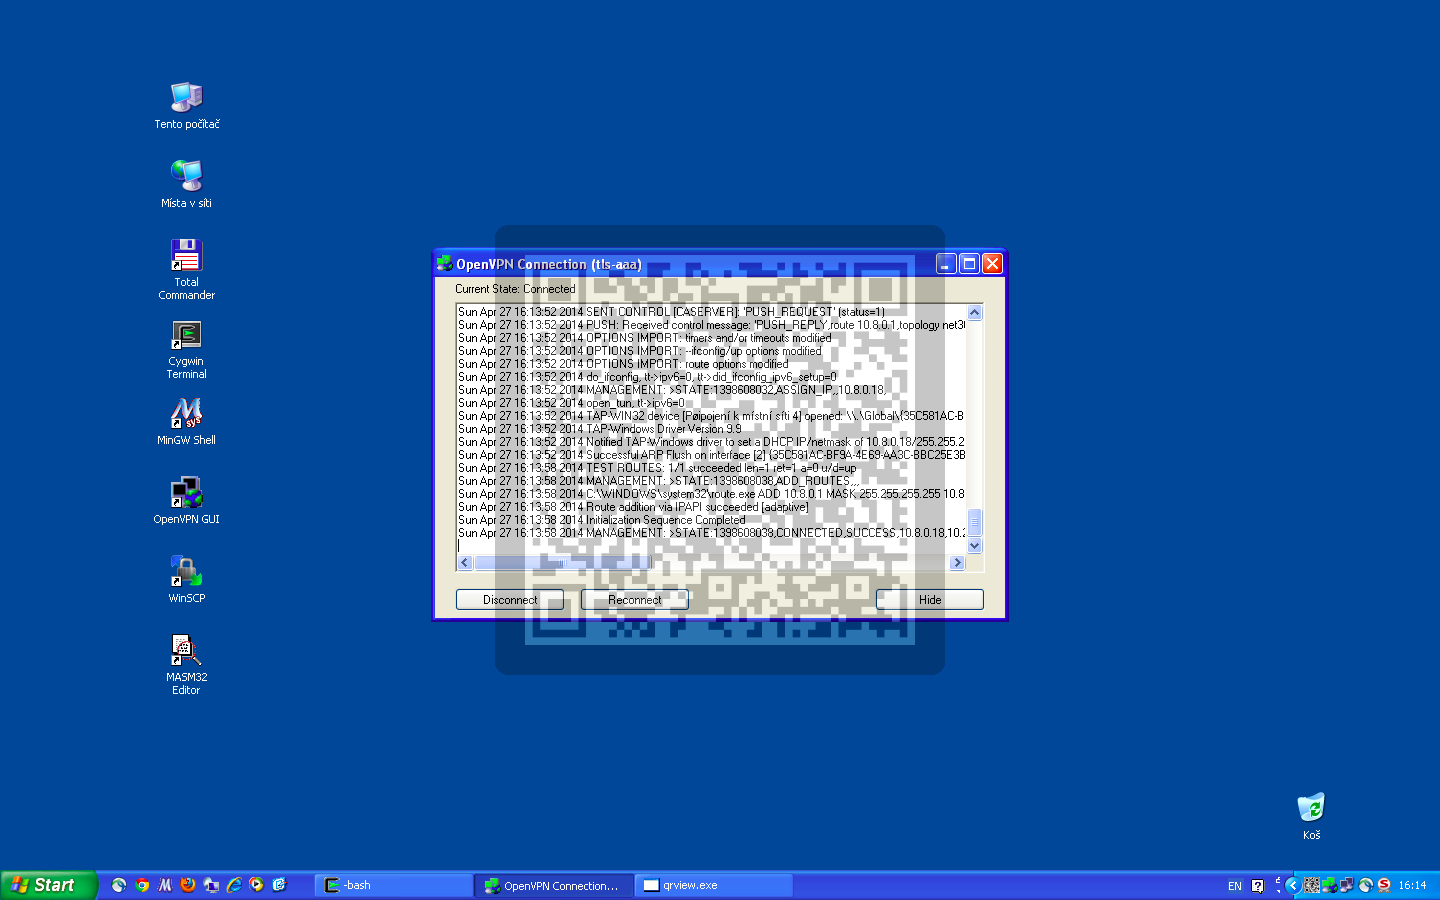 Tento počítač
Místa v síti
Total
Commander
Cygwin
Terminal
MinGW Shell
OpenVPN GUI
WinSCP
MASM32
Editor
OpenVPN Connection (tls-aaa)
Current State: Connected
Sun Apr 27 16:13:52 2014 SENT CONTROL [CASERVER]: 'PUSH_REQUEST' (status=1)
Sun Apr 27 16:13:52 2014 PUSH: Received control message: 'PUSH_REPLY,route 10.8.0.1,topology net3
Sun Apr 27 16:13:52 2014 OPTIONS IMPORT: timers and/or timeouts modified
Sun Apr 27 16:13:52 2014 OPTIONS IMPORT: --ifconfig/up options modified
Sun Apr 27 16:13:52 2014 OPTIONS IMPORT: route options modified
Sun Apr 27 16:13:52 2014 do_ifconfig, tt->ipv6=0, tt->did_ifconfig_ipv6_setup=0
Sun Apr 27 16:13:52 2014 MANAGEMENT: >STATE:1398608032,ASSIGN_IP,,10.8.0.18,
Sun Apr 27 16:13:52 2014 open_tun, tt->ipv6=0
Sun Apr 27 16:13:52 2014 TAP-WIN32 device [Pøipojení k místní síti 4] opened: \\.\Global\{35C581AC-B
Sun Apr 27 16:13:52 2014 TAP-Windows Driver Version 9.9
Sun Apr 27 16:13:52 2014 Notified TAP-Windows driver to set a DHCP IP/netmask of 10.8.0.18/255.255.2
Sun Apr 27 16:13:52 2014 Successful ARP Flush on interface [2] {35C581AC-BF9A-4E69-AA3C-BBC25E3B
Sun Apr 27 16:13:58 2014 TEST ROUTES: 1/1 succeeded len=1 ret=1 a=0 u/d=up
Sun Apr 27 16:13:58 2014 MANAGEMENT: >STATE:1398608038,ADD_ROUTES,,,
Sun Apr 27 16:13:58 2014 C:\WINDOWS\system32\route.exe ADD 10.8.0.1 MASK 255.255.255.255 10.8
Sun Apr 27 16:13:58 2014 Route addition via IPAPI succeeded [adaptive]
Sun Apr 27 16:13:58 2014 Initialization Sequence Completed
Sun Apr 27 16:13:58 2014 MANAGEMENT: >STATE:1398608038,CONNECTED,SUCCESS,10.8.0.18,10.2
Disconnect
Reconnect
Hide
Koš
Start
-bash
OpenVPN Connection...
qrview.exe
EN
16:14